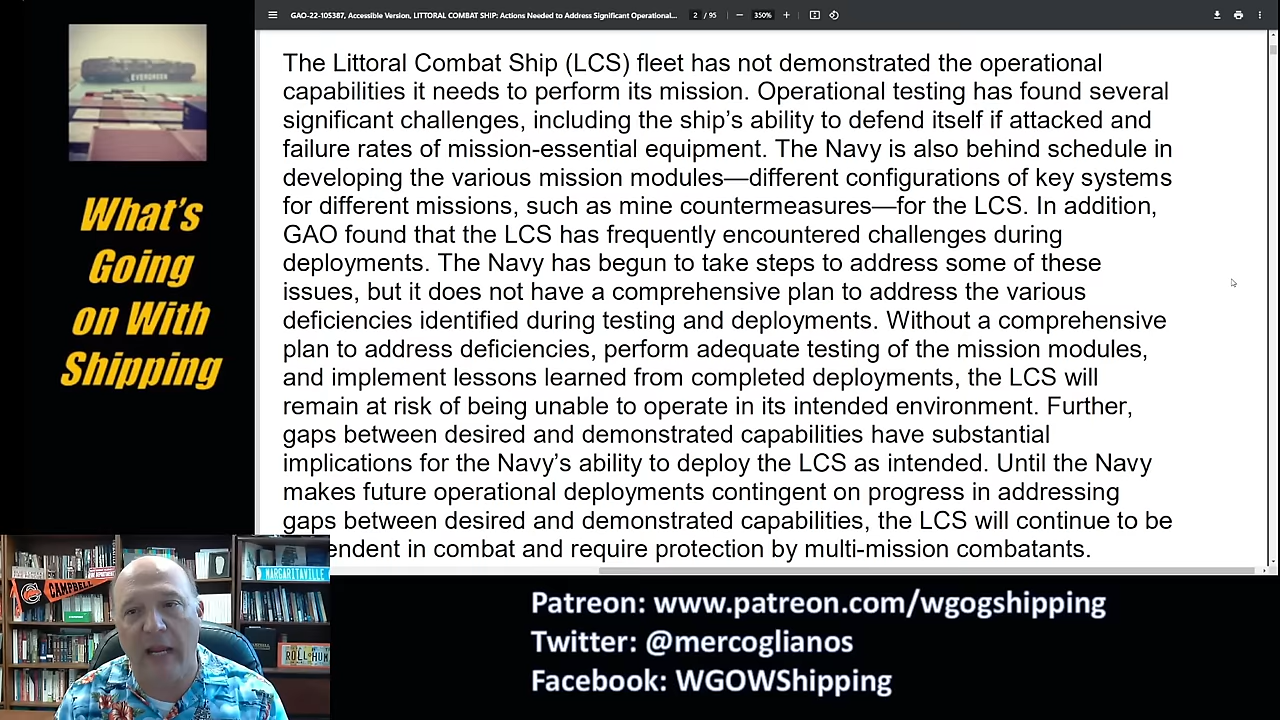 GAO-22-105387, Accessible Version, LITTORAL COMBAT SHIP: Actions Needed to Address Significant Operational...
2 / 95
350%
The Littoral Combat Ship (LCS) fleet has not demonstrated the operational
capabilities it needs to perform its mission. Operational testing has found several
significant challenges, including the ship's ability to defend itself if attacked and
failure rates of mission-essential equipment. The Navy is also behind schedule in
developing the various mission modules—different configurations of key systems
for different missions, such as mine countermeasures—for the LCS. In addition,
GAO found that the LCS has frequently encountered challenges during
deployments. The Navy has begun to take steps to address some of these
issues, but it does not have a comprehensive plan to address the various
deficiencies identified during testing and deployments. Without a comprehensive
plan to address deficiencies, perform adequate testing of the mission modules,
and implement lessons learned from completed deployments, the LCS will
remain at risk of being unable to operate in its intended environment. Further,
gaps between desired and demonstrated capabilities have substantial
implications for the Navy's ability to deploy the LCS as intended. Until the Navy
makes future operational deployments contingent on progress in addressing
gaps between desired and demonstrated capabilities, the LCS will continue to be
endent in combat and require protection by multi-mission combatants.
EVERGREEN
What's
Going
on With
Shipping
MARGARITAVILLE
CAMPBELL
Patreon: www.patreon.com/wgogshipping
Twitter: @mercoglianos
Facebook: WGOWShipping